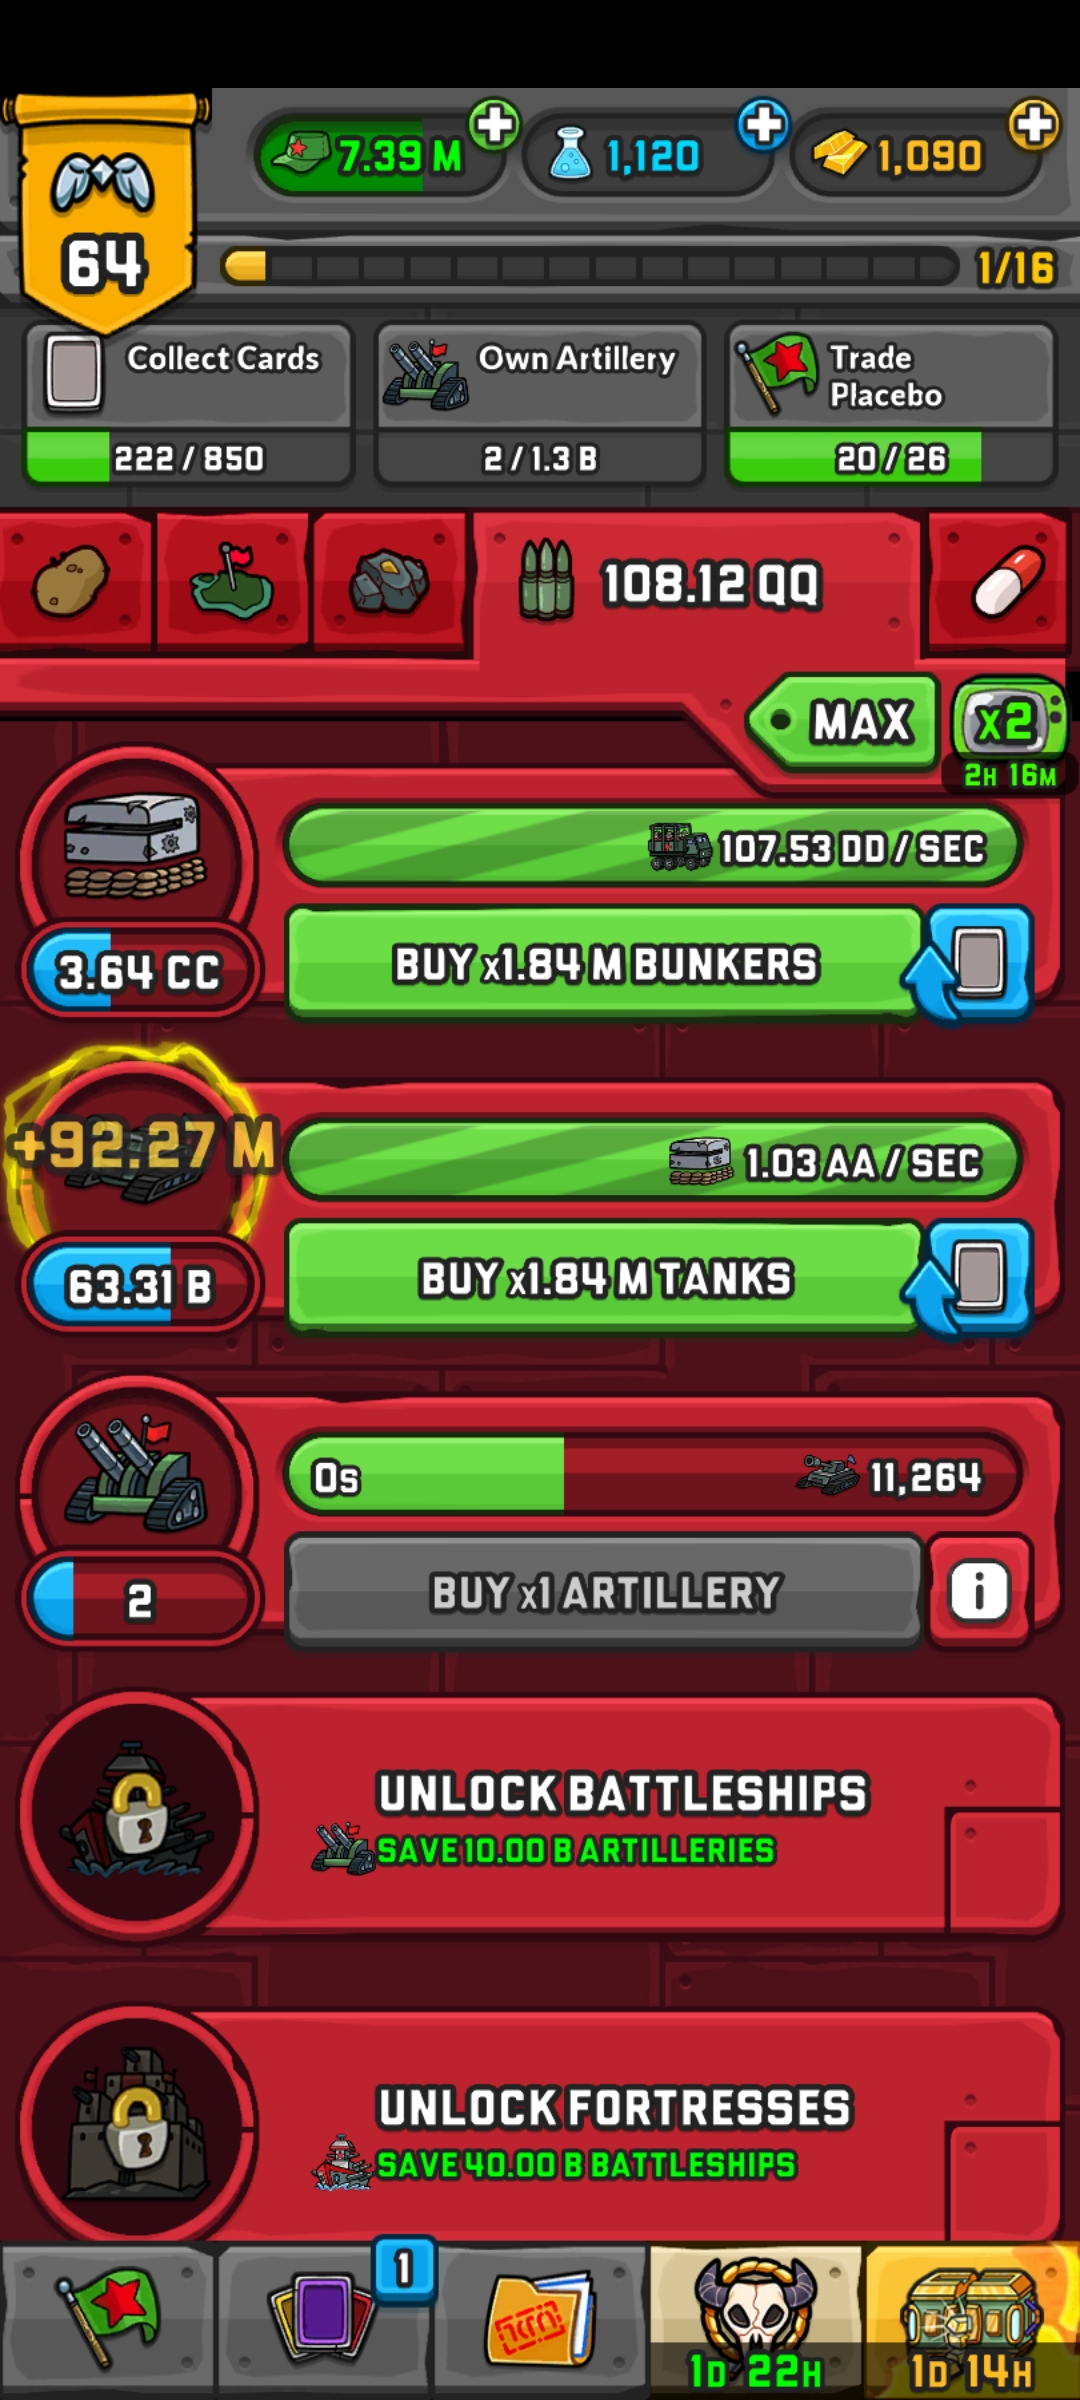 7.39 M
1,120
1,090
64
1/16
Collect Cards
222 / 850
Own Artillery
2 / 1.3 B
Trade
Placebo
20 / 26
108.12 QQ
MAX
X2
2H 16M
107.53 DD / SEC
3.64 CC
BUY x1.84 M BUNKERS
+92.27 M
1.03 AA / SEC
63.31 B
BUY x1.84 M TANKS
0s
11,264
2
BUY x1 ARTILLERY
i
UNLOCK BATTLESHIPS
SAVE 10.00 B ARTILLERIES
UNLOCK FORTRESSES
SAVE 40.00 B BATTLESHIPS
1
1D 22H
1D 14H